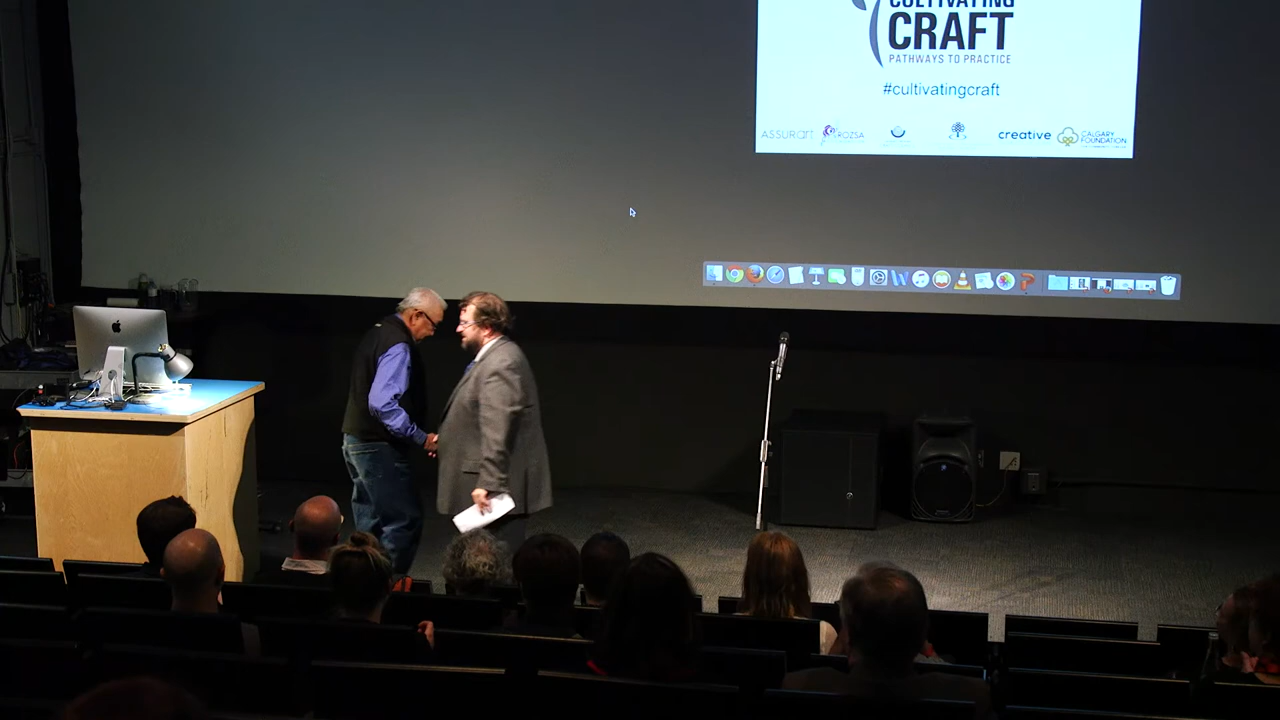 CULTIVATING
CRAFT
PATHWAYS TO PRACTICE
#cultivatingcraft
ASSURart
ROZSA
creative
CALGARY
FOUNDATION